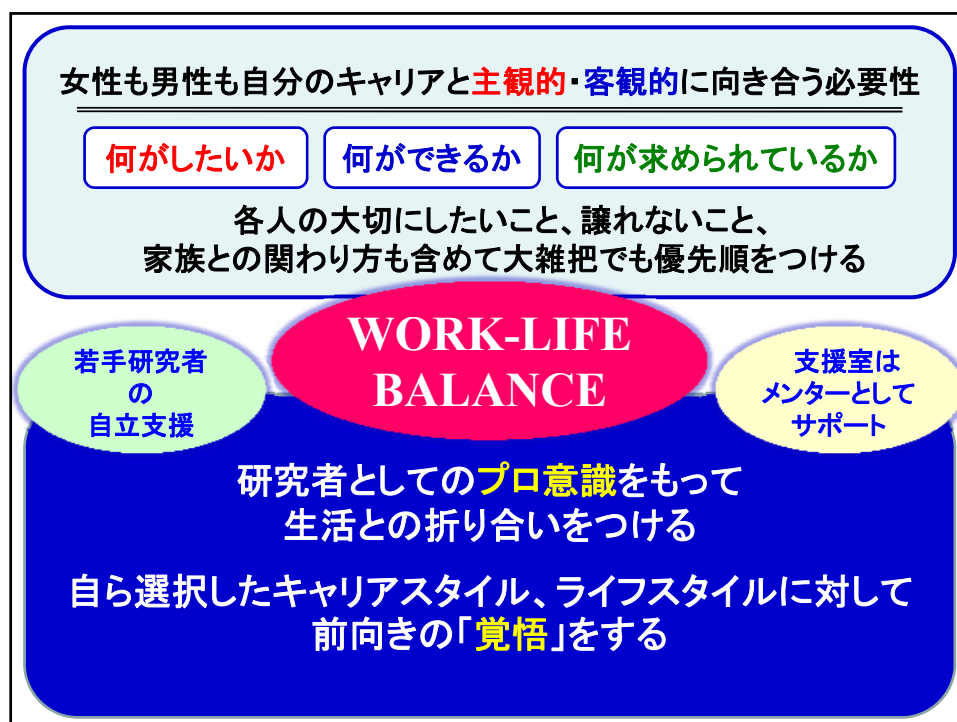 女性も男性も自分のキャリアと主観的・客観的に向き合う必要性
何がしたいか
何ができるか
何が求められているか
各人の大切にしたいこと、譲れないこと、
家族との関わり方も含めて大雑把でも優先順をつける
WORK-LIFE
BALANCE
若手研究者
の
自立支援
支援室は
メンターとして
サポート
研究者としてのプロ意識をもって
生活との折り合いをつける
自ら選択したキャリアスタイル、ライフスタイルに対して
前向きの「覚悟」をする